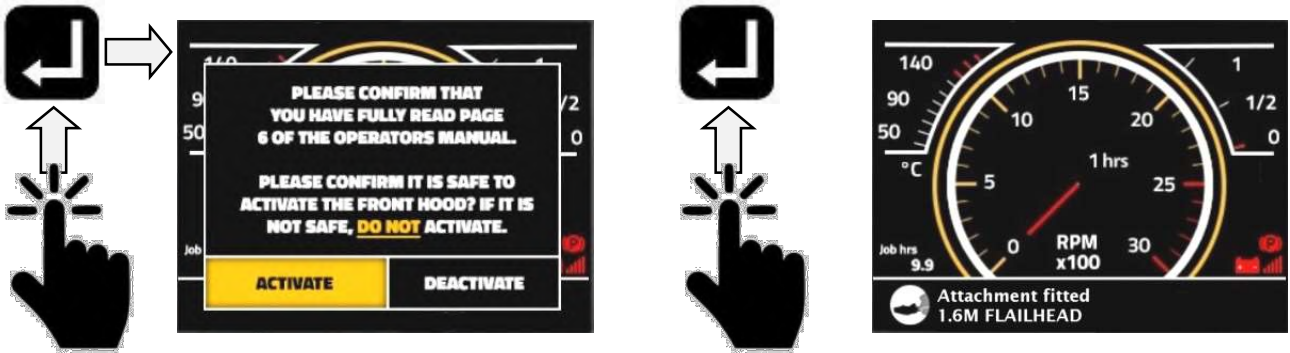 140
9
50
Job
1
/2
0
PLEASE CONFIRM THAT
YOU HAVE FULLY READ PAGE
6 OF THE OPERATORS MANUAL.
PLEASE CONFIRM IT IS SAFE TO
ACTIVATE THE FRONT HOOD? IF IT IS
NOT SAFE, DO NOT ACTIVATE.
ACTIVATE
DEACTIVATE
P
140
90
50
°C
1
1/2
0
0
5
10
15
20
25
30
1 hrs
RPM
x100
Job hrs
9.9
P
Attachment fitted
1.6M FLAILHEAD